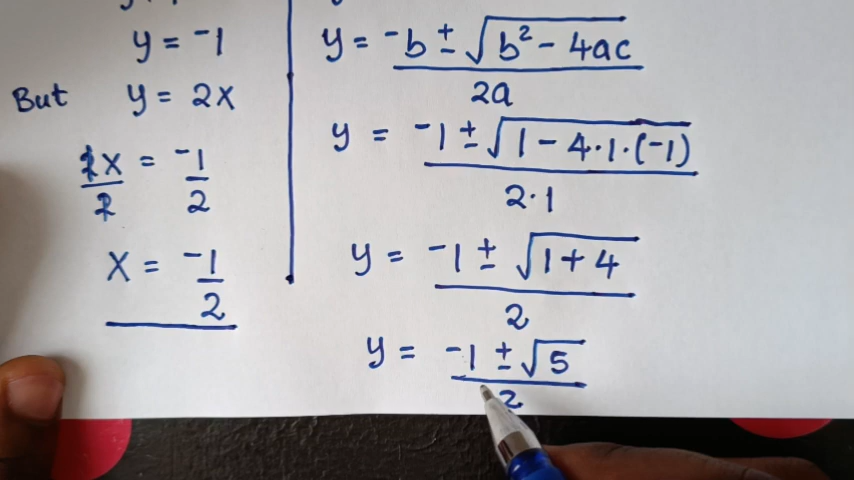 y = -1
But y = 2x
2x/2 = -1/2
x = -1/2
y = (-b ± √(b² - 4ac))/2a
y = (-1 ± √(1 - 4·1·(-1)))/2·1
y = (-1 ± √(1 + 4))/2
y = (-1 ± √5)/2